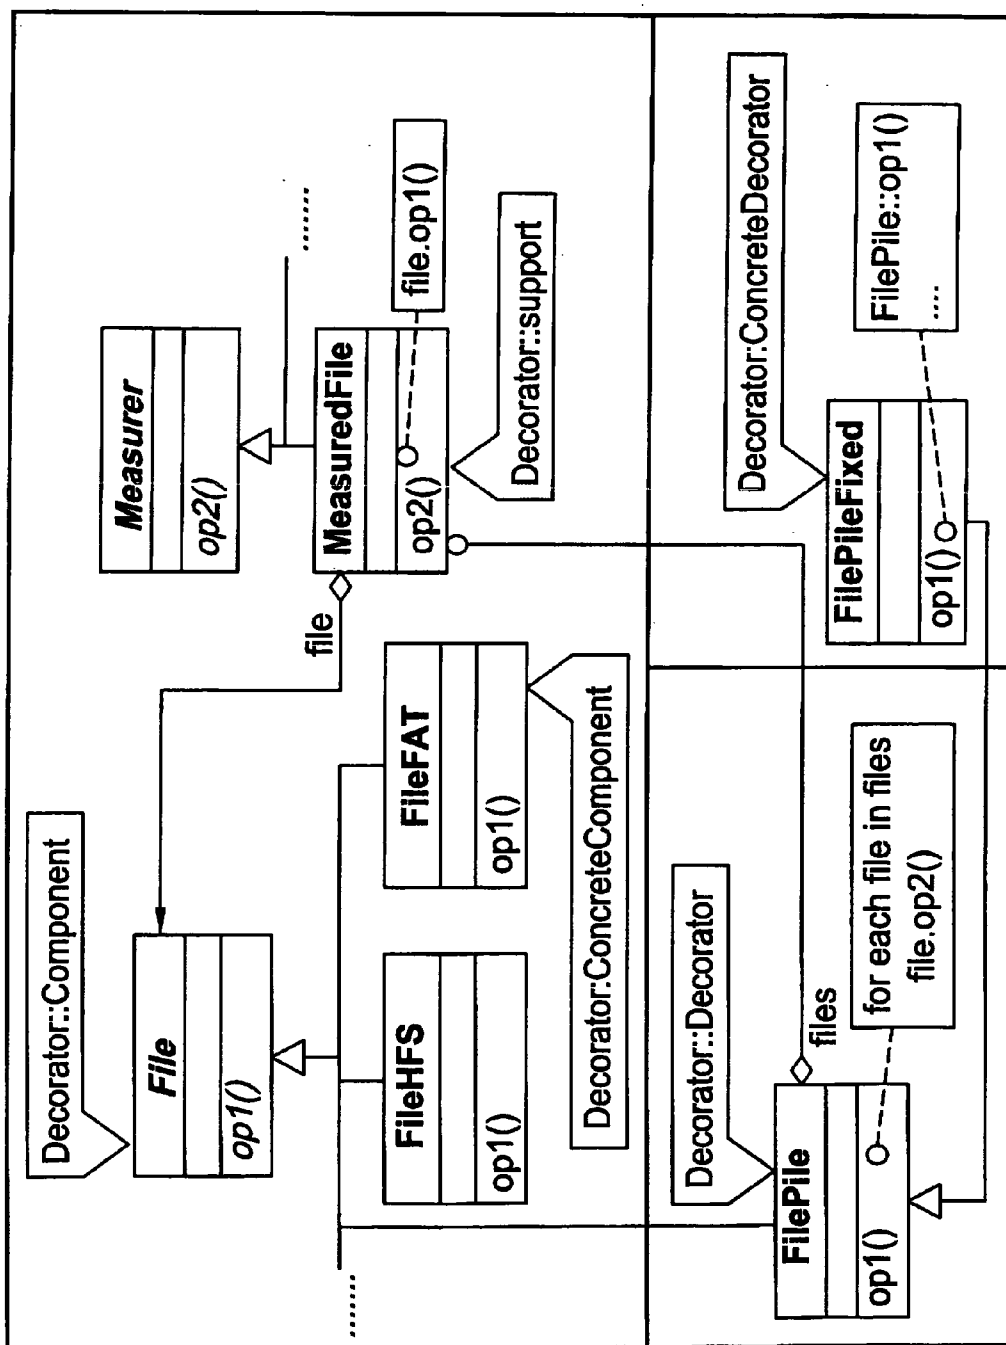 Decorator::Component
File
op1()
Measurer
op2()
.......
file
MeasuredFile
op2()
file.op1()
Decorator::support
FileHFS
op1()
FileFAT
op1()
Decorator:ConcreteComponent
.......
Decorator::Decorator
FilePile
op1()
files
for each file in files
file.op2()
Decorator:ConcreteDecorator
FilePileFixed
op1()
FilePile::op1()
....